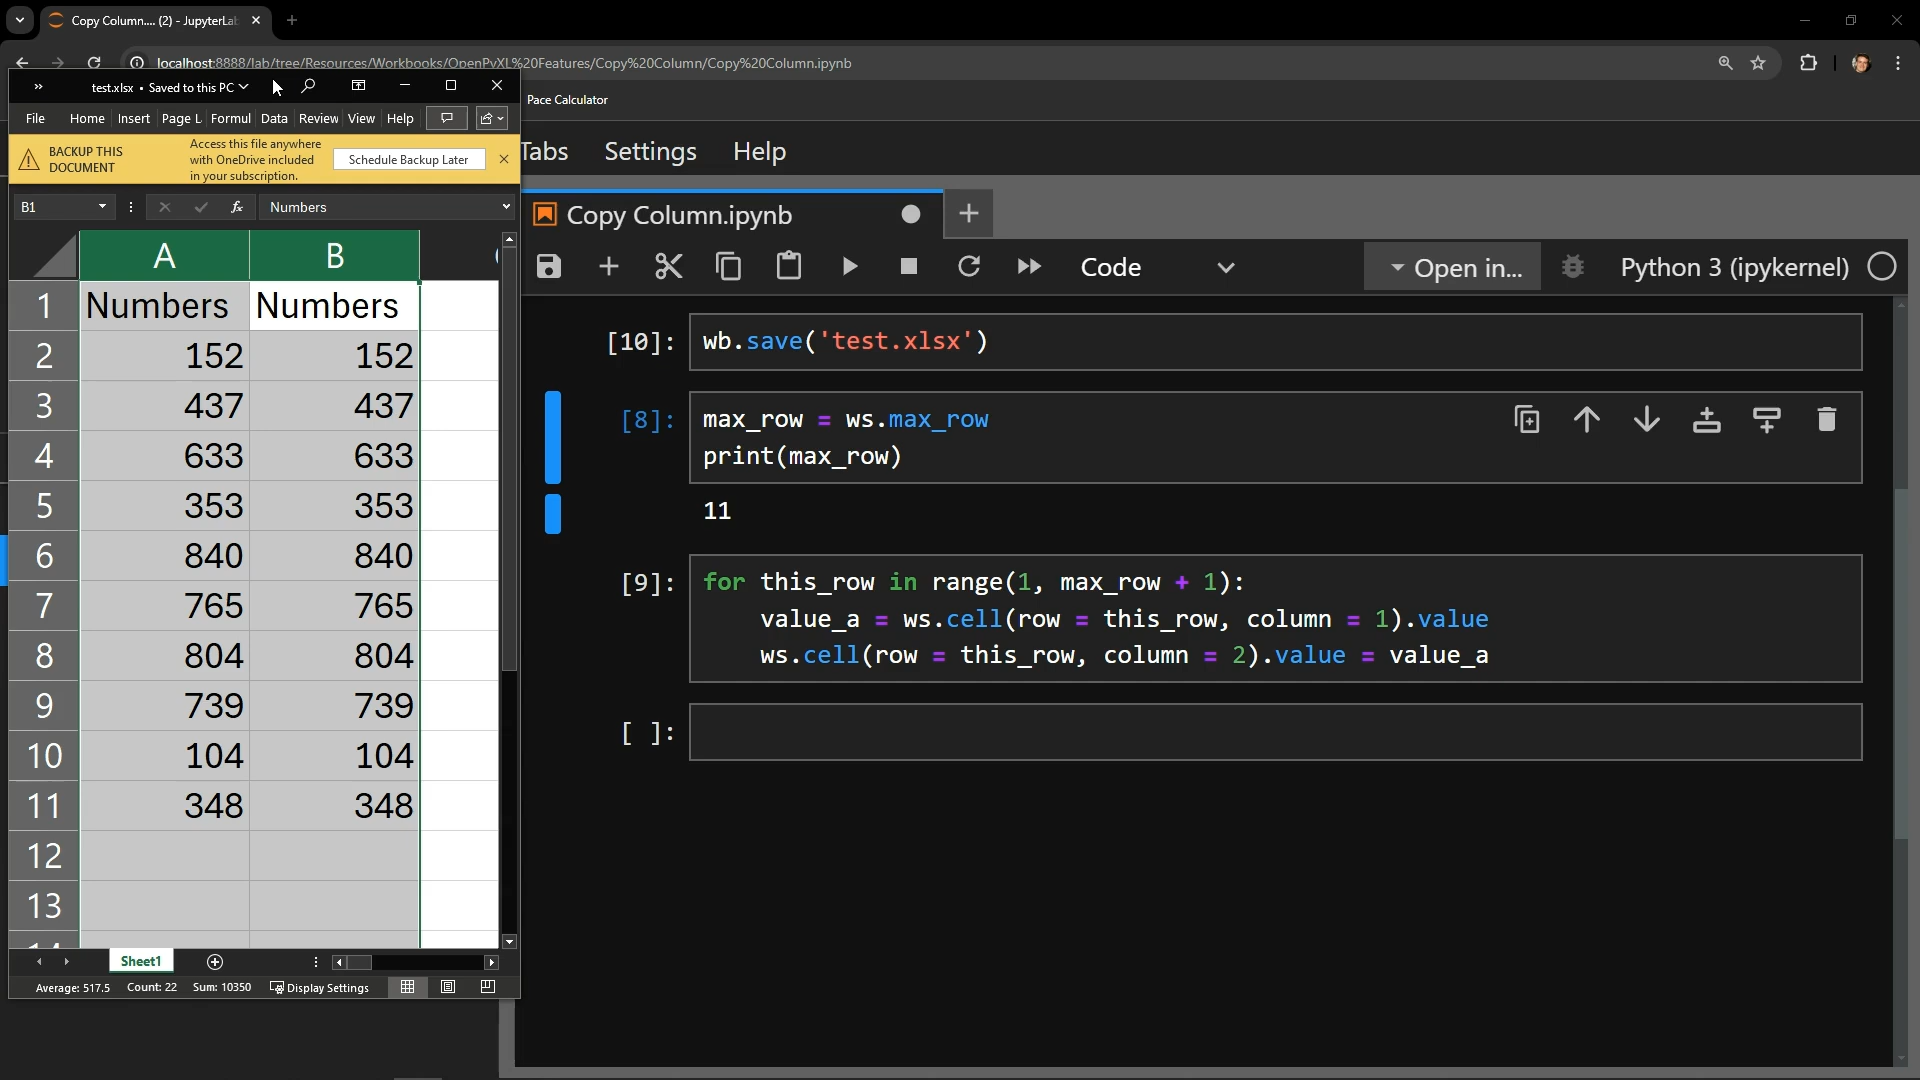 Copy Column.... (2) - JupyterLa
localhost:8888/lab/tree/Resources/Workbooks/OpenPyXL%20Features/Copy%20Column/Copy%20Column.ipynb
test.xlsx • Saved to this PC
Pace Calculator
File Home Insert Page L Formul Data Review View Help
BACKUP THIS DOCUMENT
Access this file anywhere
with OneDrive included
in your subscription.
Schedule Backup Later
B1 fx Numbers
A B
1 Numbers Numbers
2 152 152
3 437 437
4 633 633
5 353 353
6 840 840
7 765 765
8 804 804
9 739 739
10 104 104
11 348 348
12
13
Sheet1
Average: 517.5 Count: 22 Sum: 10350 Display Settings
Tabs Settings Help
Copy Column.ipynb
Code Open in... Python 3 (ipykernel)
[10]: wb.save('test.xlsx')
[8]: max_row = ws.max_row
print(max_row)
11
[9]: for this_row in range(1, max_row + 1):
value_a = ws.cell(row = this_row, column = 1).value
ws.cell(row = this_row, column = 2).value = value_a
[ ]: